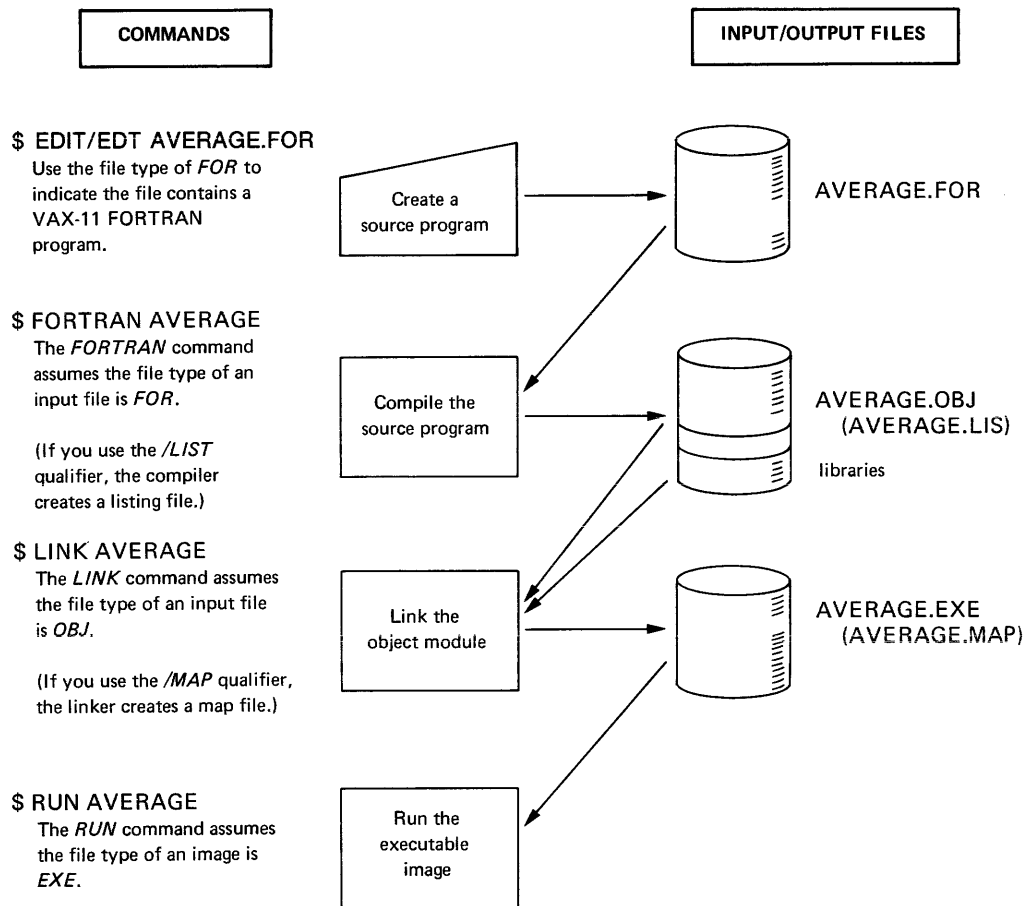 COMMANDS
INPUT/OUTPUT FILES
$ EDIT/EDT AVERAGE.FOR
Use the file type of FOR to
indicate the file contains a
VAX-11 FORTRAN
program.
Create a
source program
AVERAGE.FOR
$ FORTRAN AVERAGE
The FORTRAN command
assumes the file type of an
input file is FOR.
(If you use the /LIST
qualifier, the compiler
creates a listing file.)
Compile the
source program
AVERAGE.OBJ
(AVERAGE.LIS)
libraries
$ LINK AVERAGE
The LINK command assumes
the file type of an input file
is OBJ.
(If you use the /MAP qualifier,
the linker creates a map file.)
Link the
object module
AVERAGE.EXE
(AVERAGE.MAP)
$ RUN AVERAGE
The RUN command assumes
the file type of an image is
EXE.
Run the
executable
image